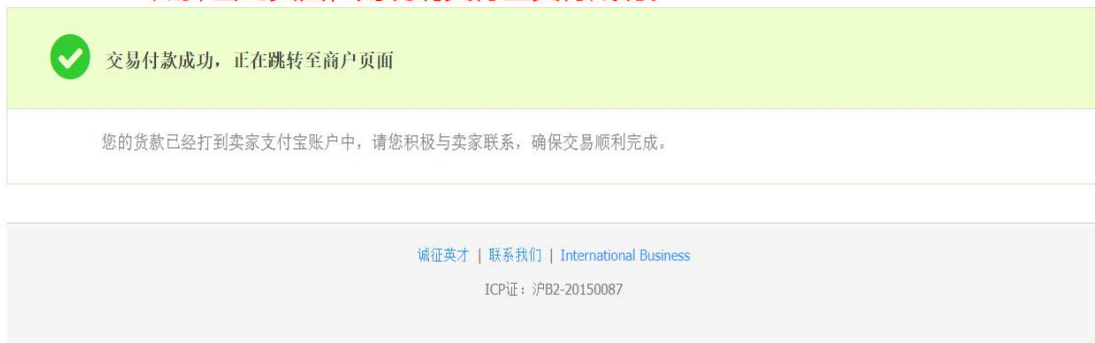 交易付款成功，正在跳转至商户页面
您的货款已经打到卖家支付宝账户中，请您积极与卖家联系，确保交易顺利完成。
诚征英才 | 联系我们 | International Business
ICP证：沪B2-20150087